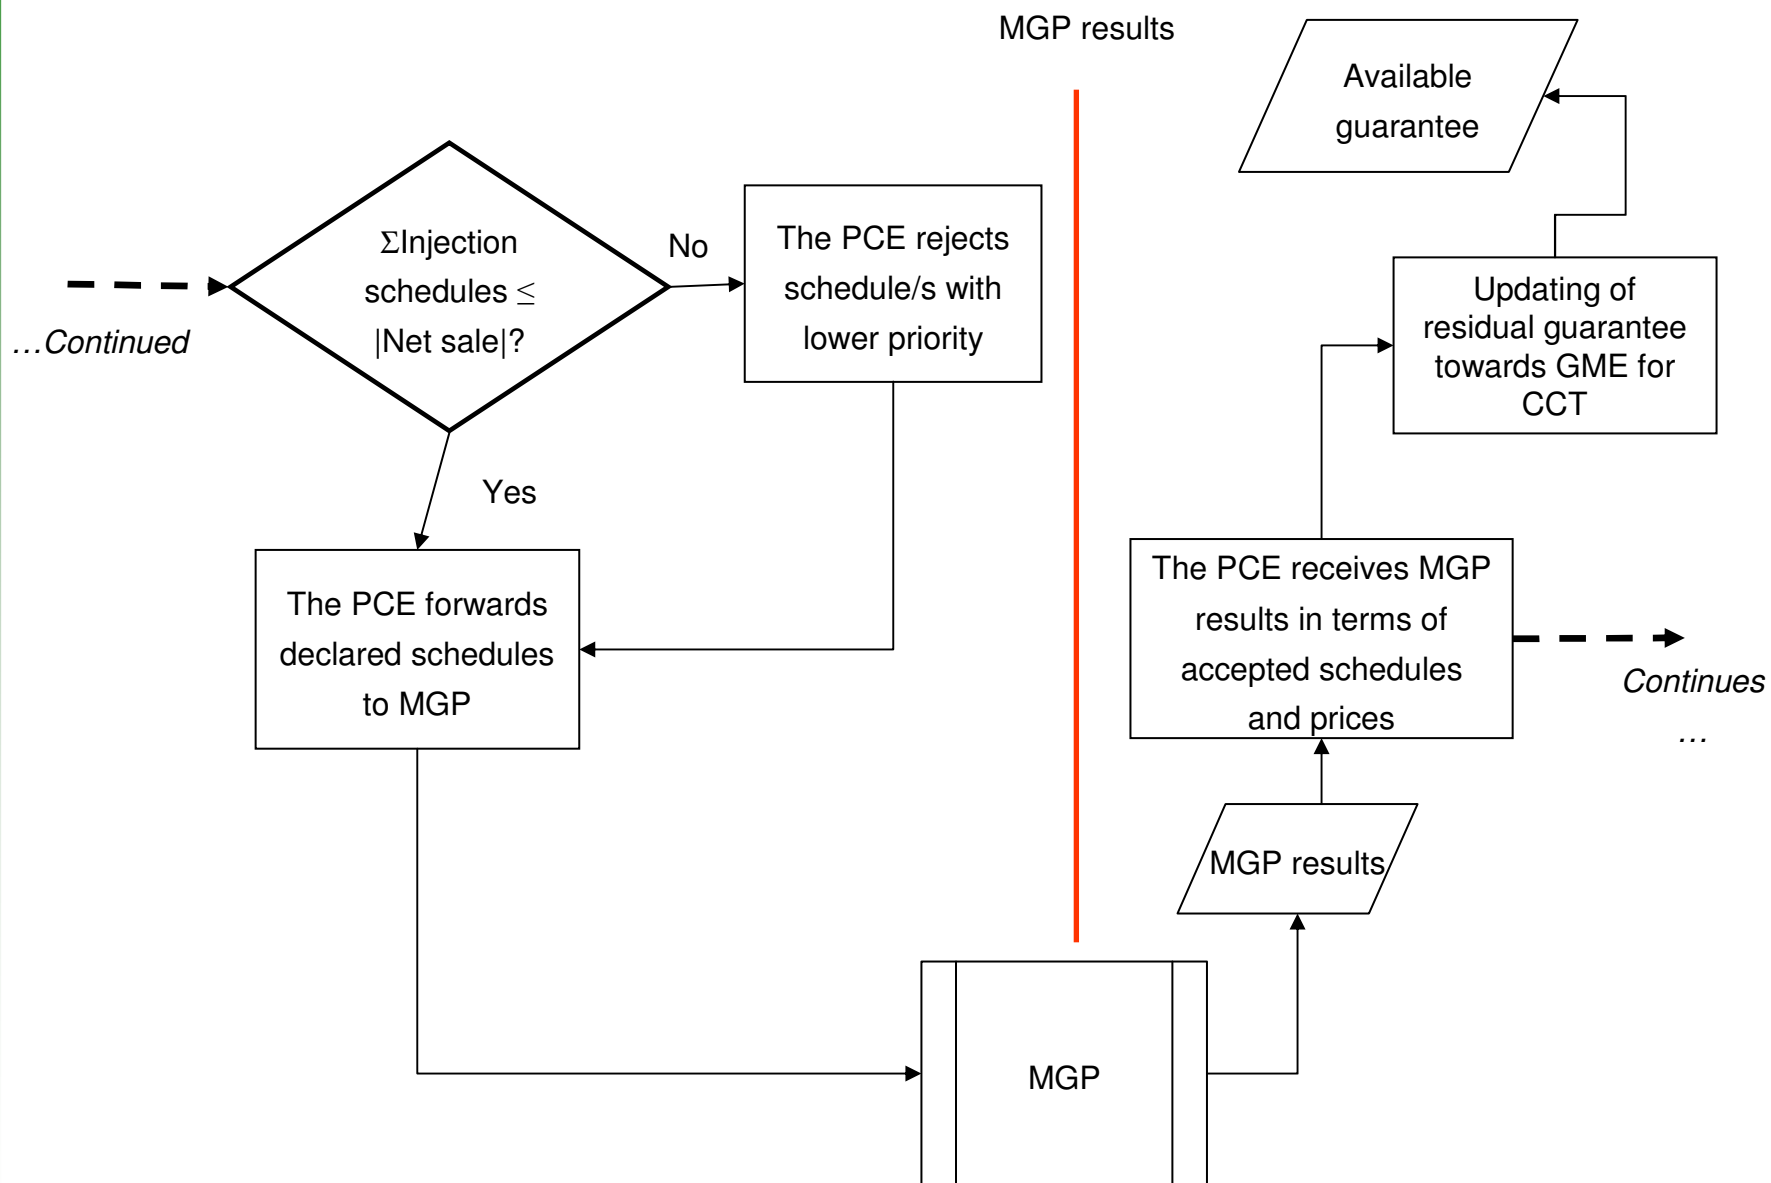 MGP results
Available
guarantee
ΣInjection
schedules ≤
|Net sale|?
No
The PCE rejects
schedule/s with
lower priority
…Continued
Updating of
residual guarantee
towards GME for
CCT
Yes
The PCE forwards
declared schedules
to MGP
The PCE receives MGP
results in terms of
accepted schedules
and prices
Continues
…
MGP results
MGP